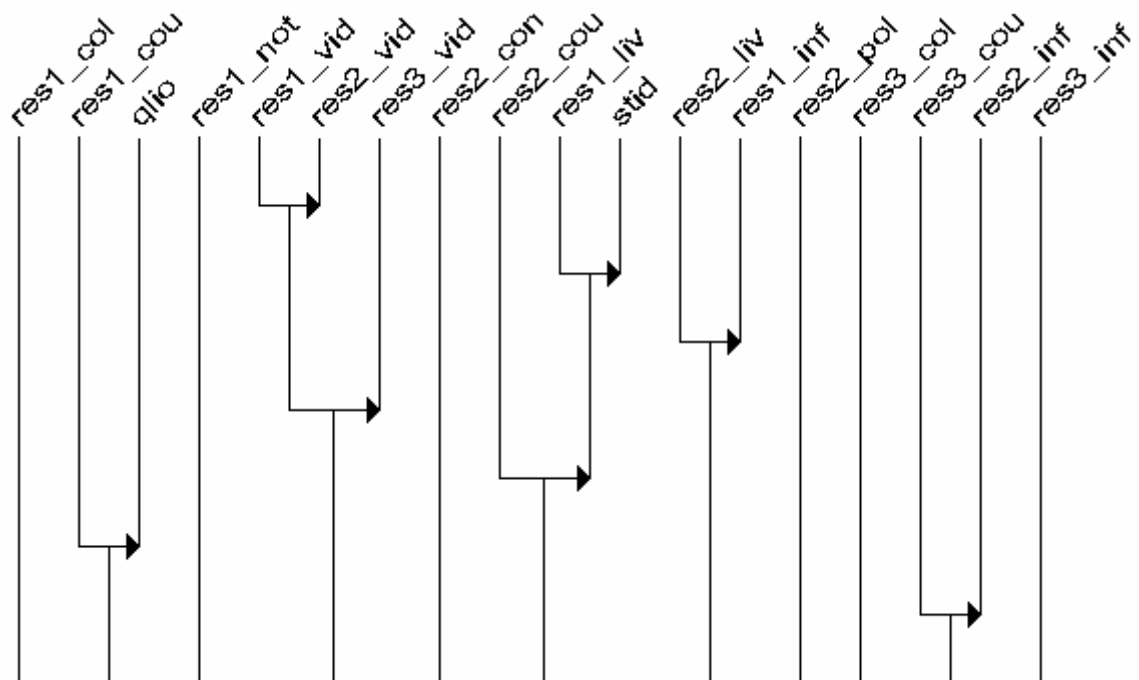 res1_col
res1_cou
qlio
res1_not
res1_vid
res2_vid
res3_vid
res2_con
res2_cou
res1_liv
stid
res2_liv
res1_inf
res2_pol
res3_col
res3_cou
res2_inf
res3_inf